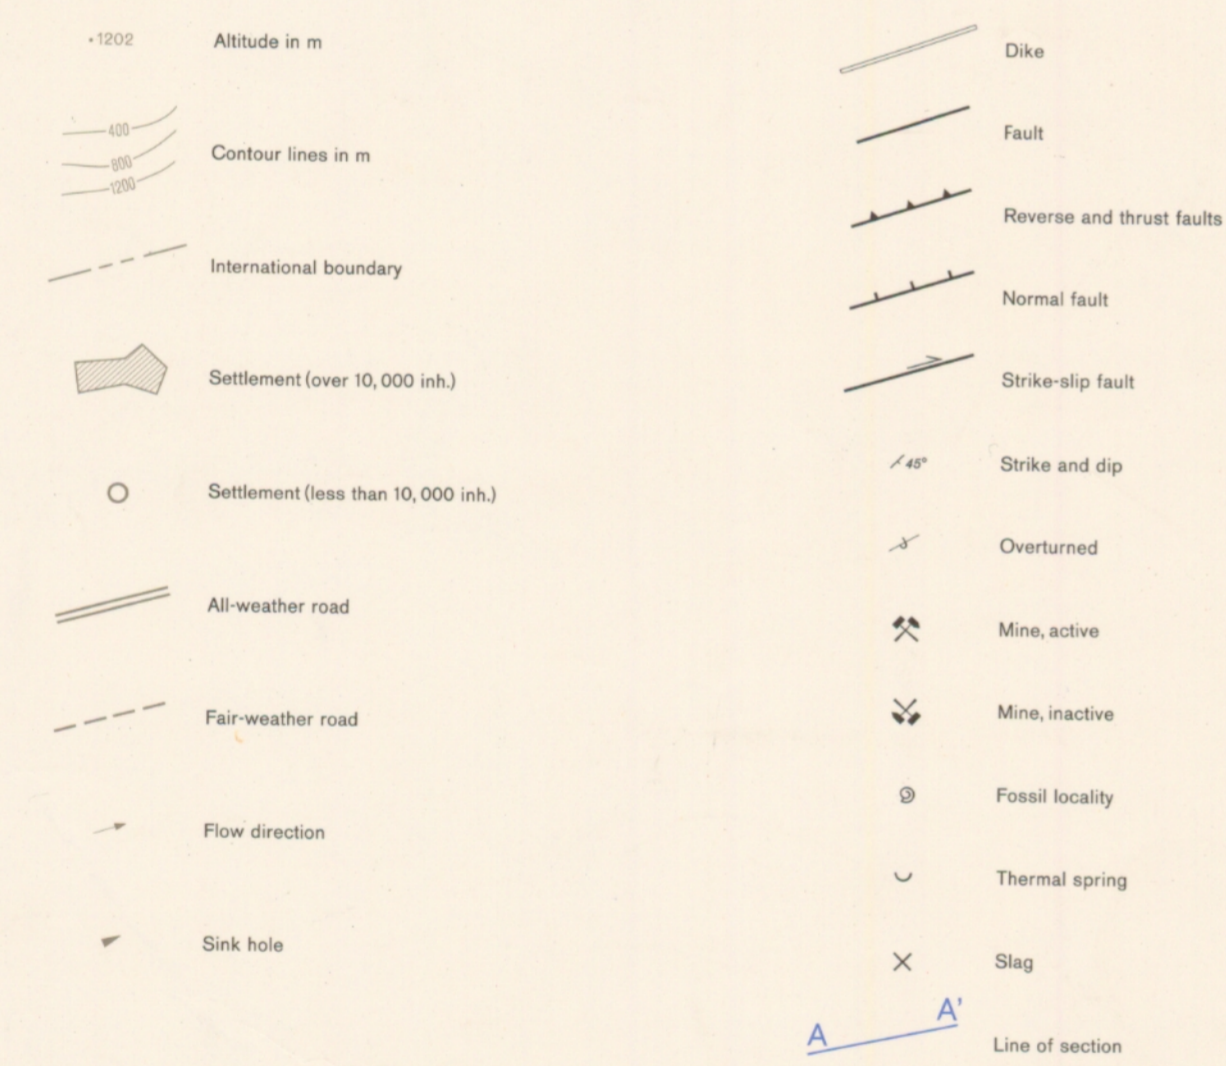 ·1202 Altitude in m
400
800
1200
Contour lines in m
International boundary
Settlement (over 10,000 inh.)
Settlement (less than 10,000 inh.)
All-weather road
Fair-weather road
Flow direction
Sink hole
Dike
Fault
Reverse and thrust faults
Normal fault
Strike-slip fault
45° Strike and dip
Overturned
Mine, active
Mine, inactive
Fossil locality
Thermal spring
Slag
A A'
Line of section